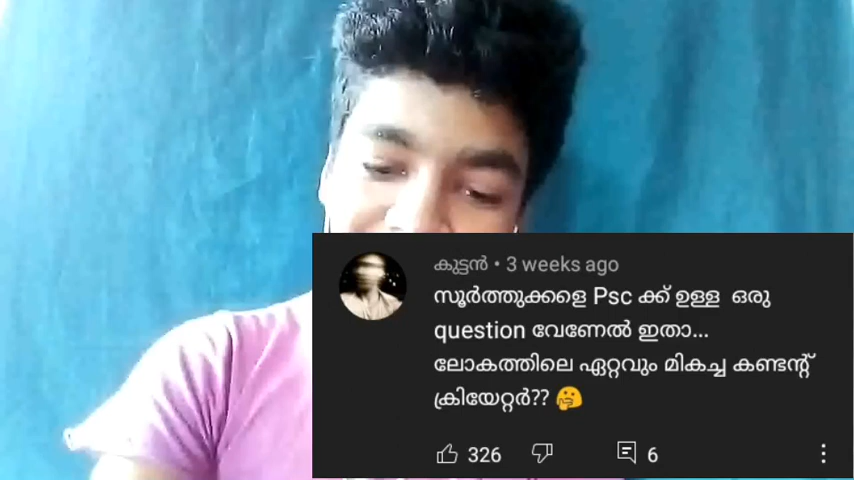 കുട്ടൻ • 3 weeks ago
സൂർത്തുക്കളെ Psc ക്ക് ഉള്ള ഒരു
question വേണേൽ ഇതാ...
ലോകത്തിലെ ഏറ്റവും മികച്ച കണ്ടന്റ്
ക്രിയേറ്റർ?? 🤔
326 6